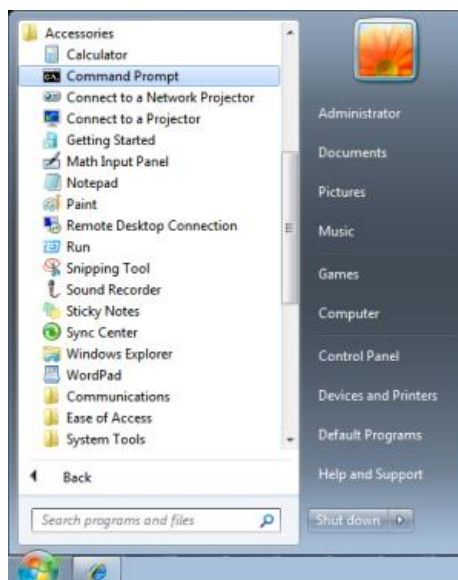 Accessories
Calculator
Command Prompt
Connect to a Network Projector
Connect to a Projector
Getting Started
Math Input Panel
Notepad
Paint
Remote Desktop Connection
Run
Snipping Tool
Sound Recorder
Sticky Notes
Sync Center
Windows Explorer
WordPad
Communications
Ease of Access
System Tools
Back
Search programs and files
Administrator
Documents
Pictures
Music
Games
Computer
Control Panel
Devices and Printers
Default Programs
Help and Support
Shut down